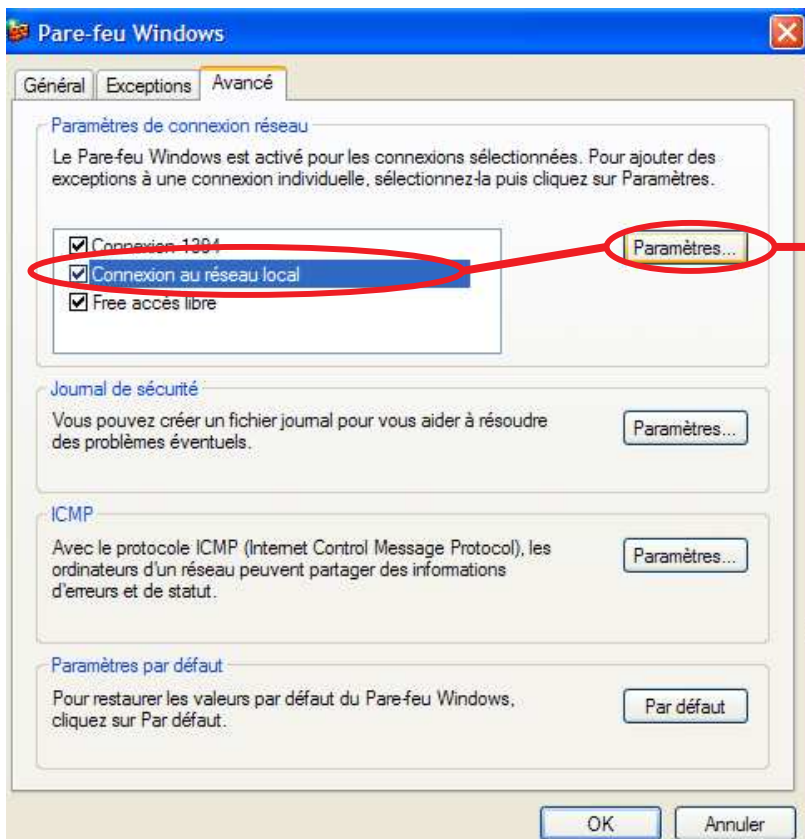 Pare-feu Windows
Général Exceptions Avancé
Paramètres de connexion réseau
Le Pare-feu Windows est activé pour les connexions sélectionnées. Pour ajouter des
exceptions à une connexion individuelle, sélectionnez-la puis cliquez sur Paramètres.
Connexion 1394
Paramètres...
Connexion au réseau local
Free accès libre
Journal de sécurité
Vous pouvez créer un fichier journal pour vous aider à résoudre
des problèmes éventuels.
Paramètres...
ICMP
Avec le protocole ICMP (Internet Control Message Protocol), les
ordinateurs d'un réseau peuvent partager des informations
d'erreurs et de statut.
Paramètres...
Paramètres par défaut
Pour restaurer les valeurs par défaut du Pare-feu Windows,
cliquez sur Par défaut.
Par défaut
OK Annuler